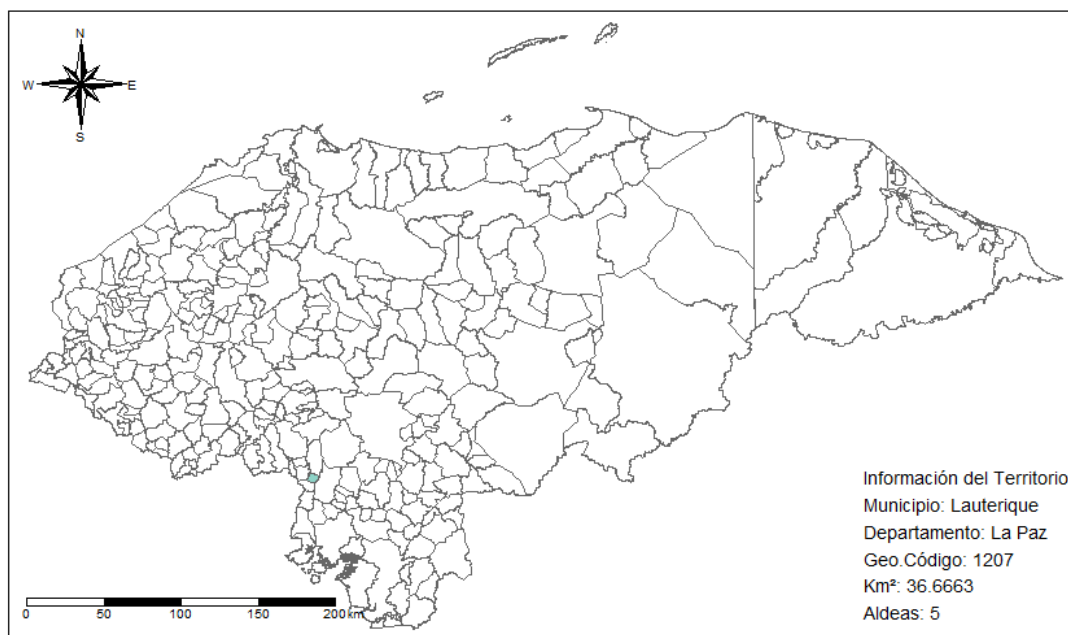 N
W E
S
Información del Territorio
Municipio: Lauterique
Departamento: La Paz
Geo.Código: 1207
Km²: 36.6663
Aldeas: 5
0 50 100 150 200 km